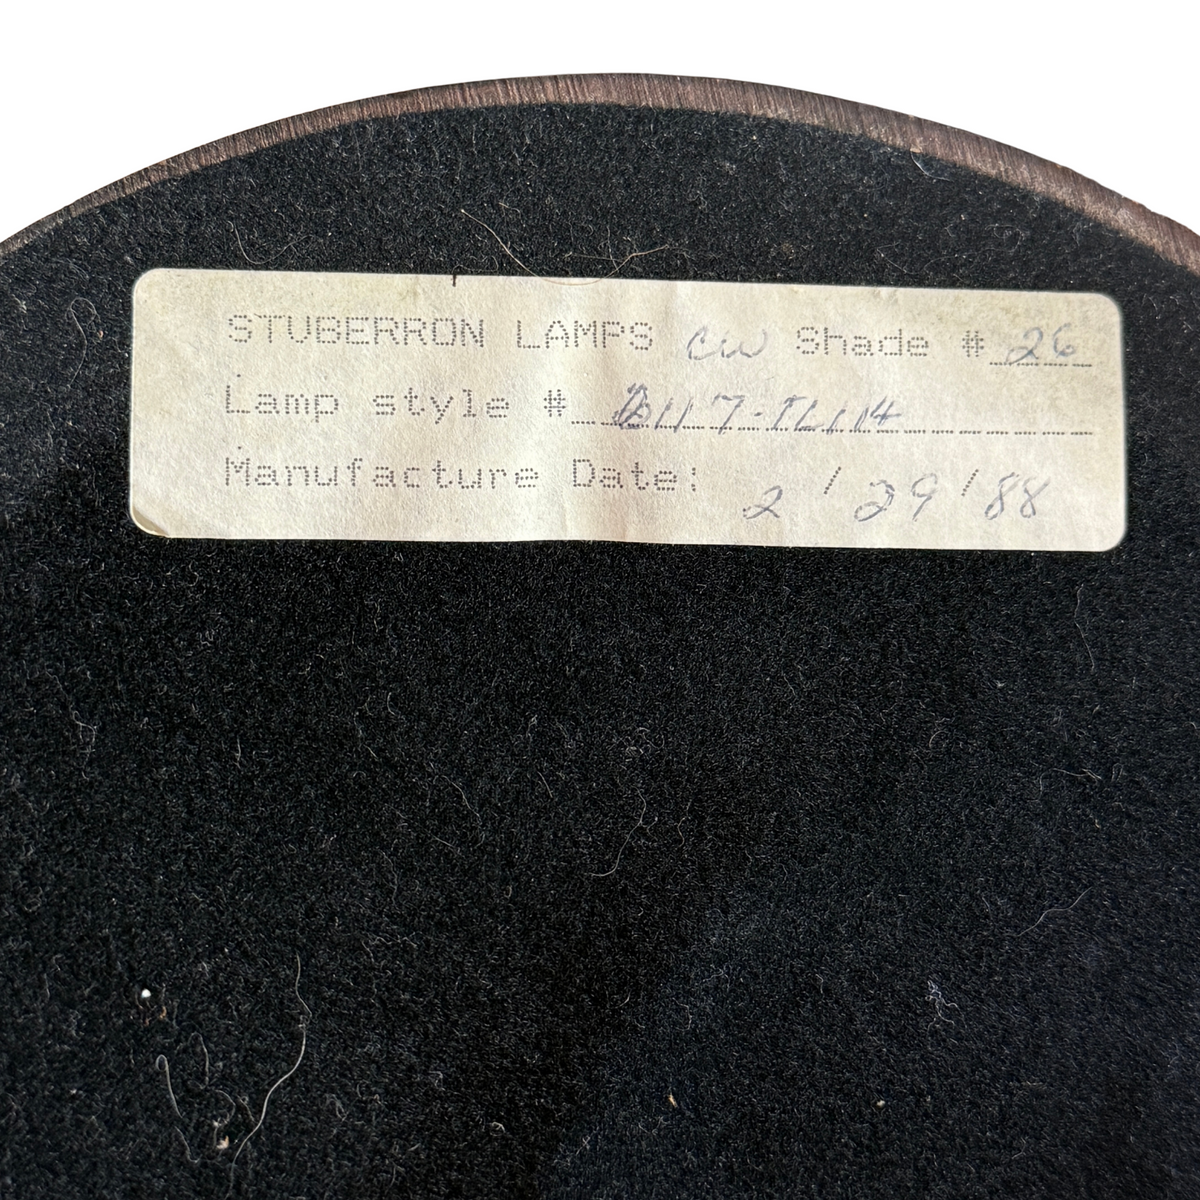 STUBERRON LAMPS CW Shade # 26
Lamp style #
Manufacture Date: 2/29/88